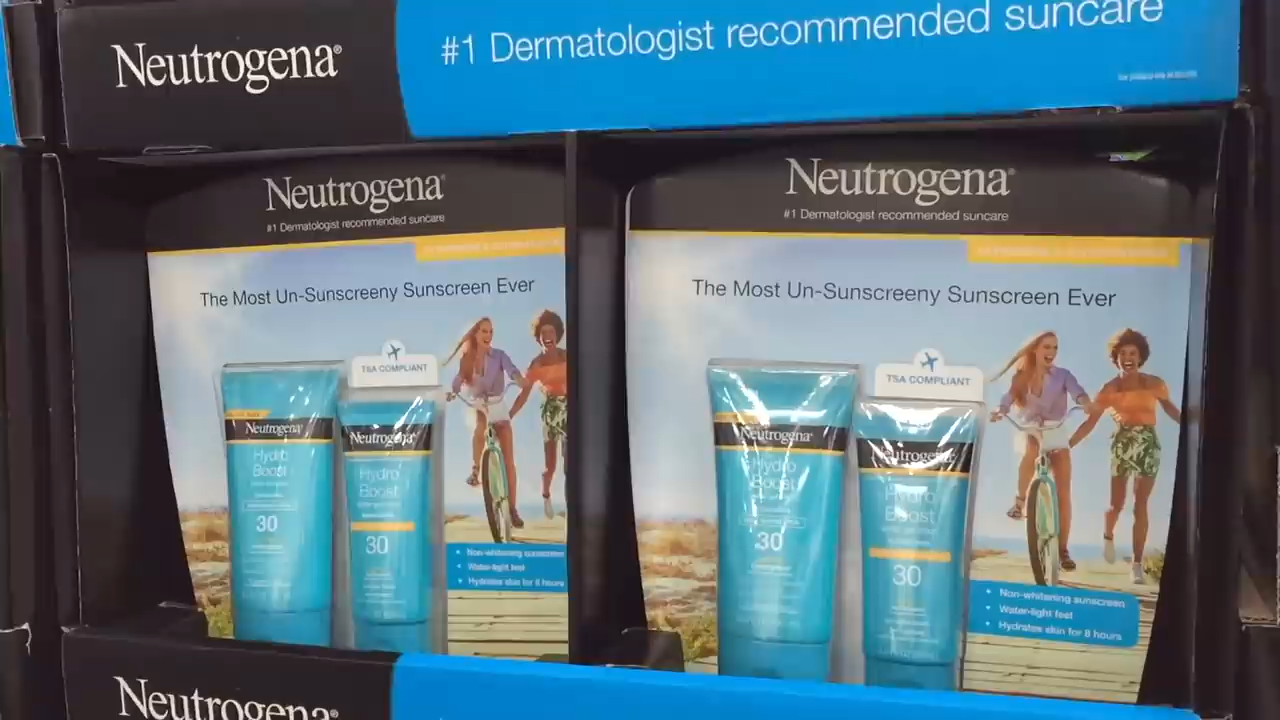 Neutrogena®
#1 Dermatologist recommended suncare
Neutrogena®
#1 Dermatologist recommended suncare
The Most Un-Sunscreeny Sunscreen Ever
TSA COMPLIANT
Neutrogena
Hydro
Boost
30
Neutrogena
Hydro
Boost
30
• Non-whitening sunscreen
• Water-light feel
• Hydrates skin for 8 hours
Neutrogena®
#1 Dermatologist recommended suncare
The Most Un-Sunscreeny Sunscreen Ever
TSA COMPLIANT
Neutrogena
Hydro
Boost
30
Neutrogena
Hydro
Boost
30
• Non-whitening sunscreen
• Water-light feel
• Hydrates skin for 8 hours
Neutrogena®